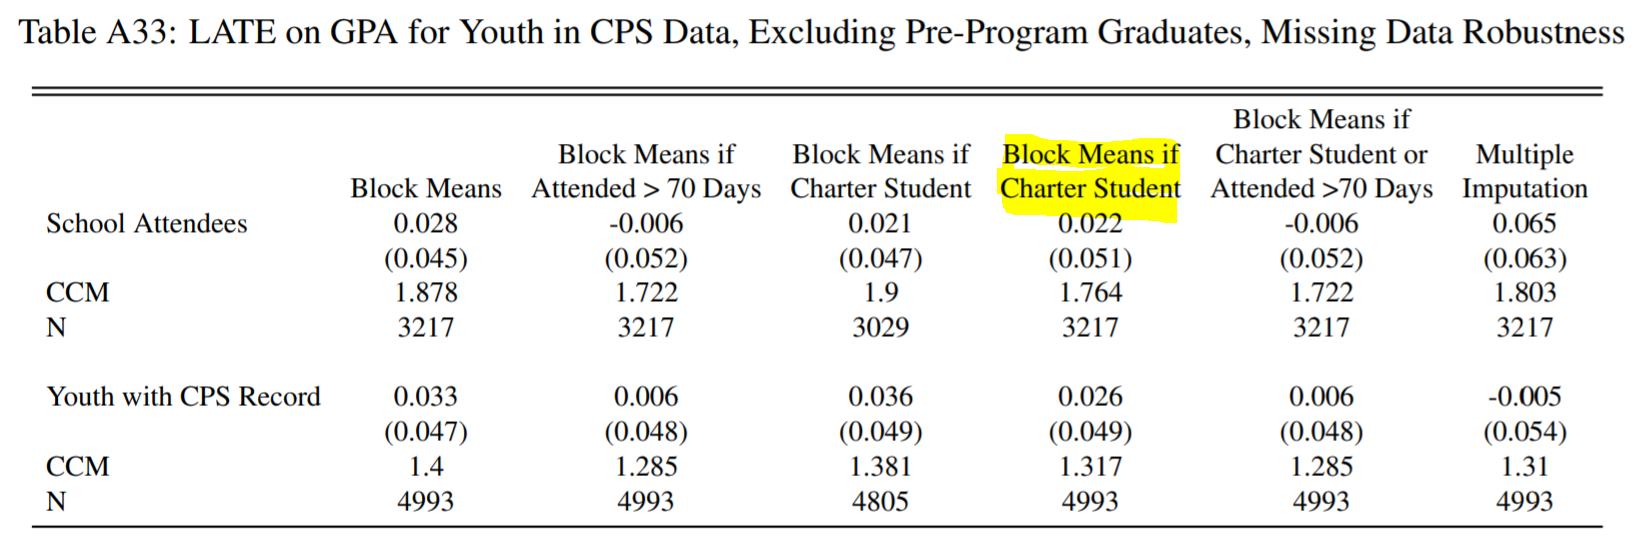 Table A33: LATE on GPA for Youth in CPS Data, Excluding Pre-Program Graduates, Missing Data Robustness
Block Means if
Block Means if Block Means if Block Means if Charter Student or Multiple
Block Means Attended > 70 Days Charter Student Charter Student Attended >70 Days Imputation
School Attendees 0.028 -0.006 0.021 0.022 -0.006 0.065
(0.045) (0.052) (0.047) (0.051) (0.052) (0.063)
CCM 1.878 1.722 1.9 1.764 1.722 1.803
N 3217 3217 3029 3217 3217 3217
Youth with CPS Record 0.033 0.006 0.036 0.026 0.006 -0.005
(0.047) (0.048) (0.049) (0.049) (0.048) (0.054)
CCM 1.4 1.285 1.381 1.317 1.285 1.31
N 4993 4993 4805 4993 4993 4993